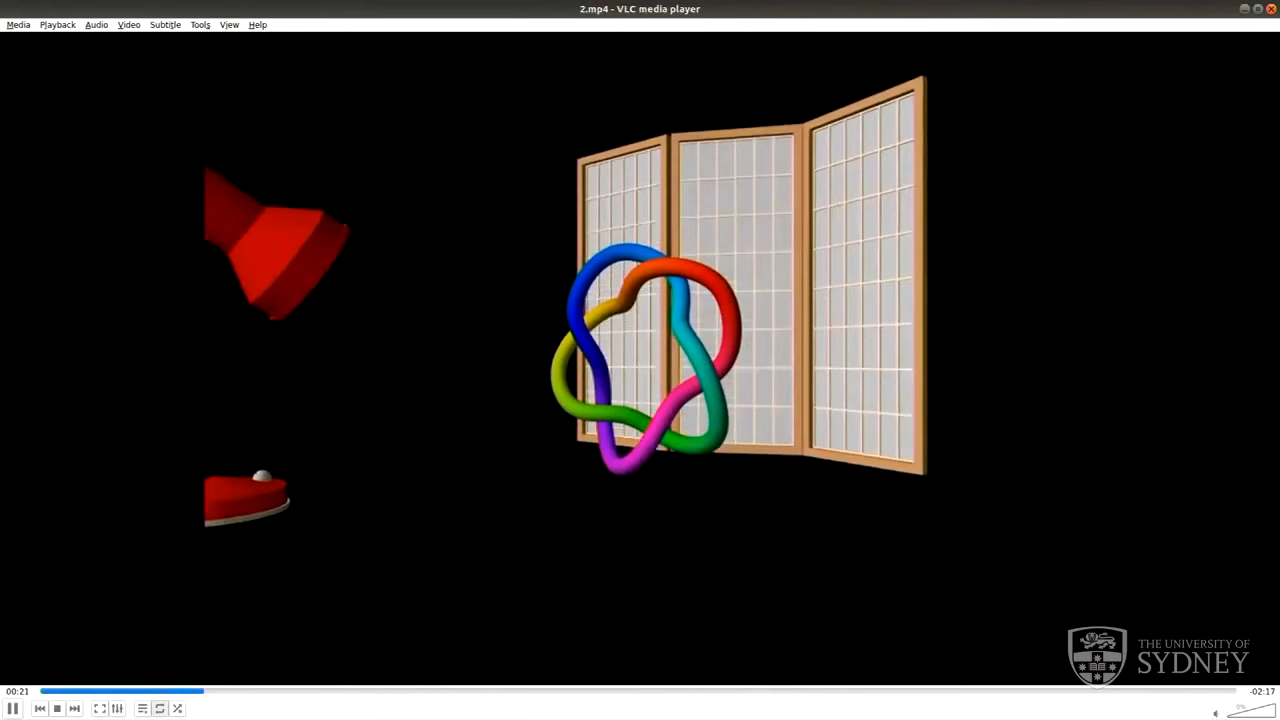 2.mp4 - VLC media player
Media Playback Audio Video Subtitle Tools View Help
THE UNIVERSITY OF
SYDNEY
00:21
-02:17
0%